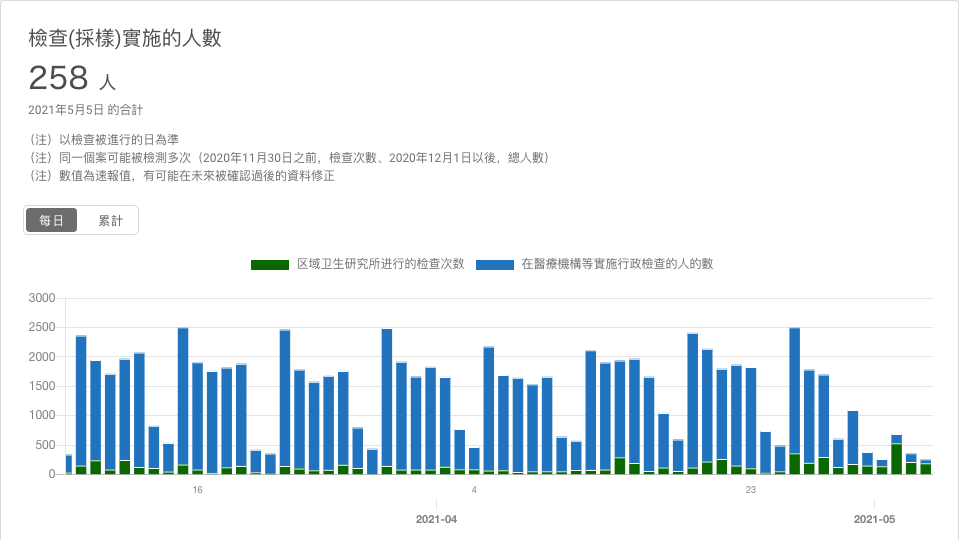 檢查(採樣)實施的人數
258 人
2021年5月5日 的合計
（注）以檢查被進行的日為準
（注）同一個案可能被檢測多次（2020年11月30日之前，檢查次數、2020年12月1日以後，總人數）
（注）數值為速報值，有可能在未來被確認過後的資料修正
每日 累計
区域卫生研究所进行的检查次数 在醫療機構等實施行政檢查的人的數
3000
2500
2000
1500
1000
500
0
16 4 23
2021-04 2021-05